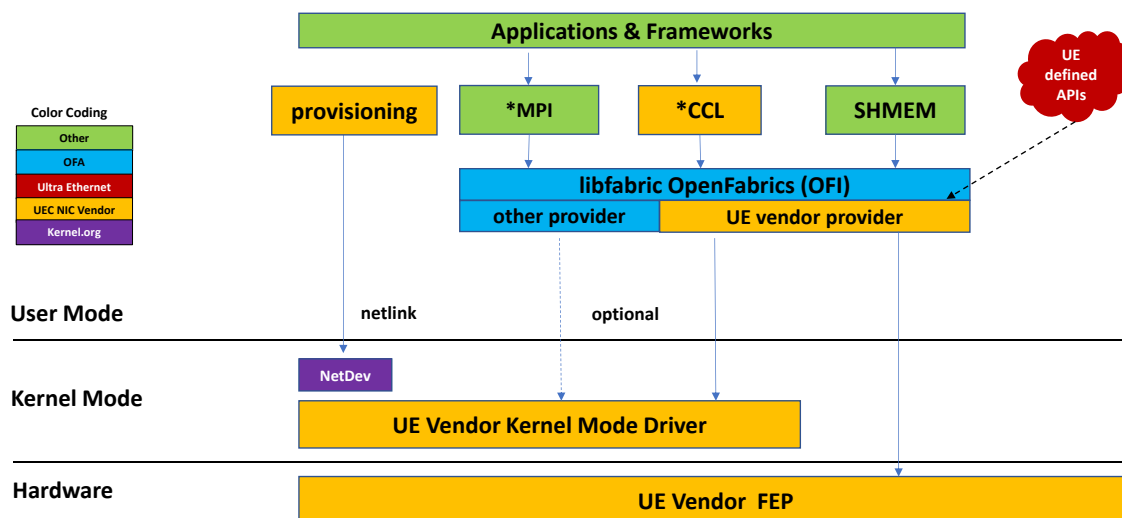 Applications & Frameworks
UE
defined
APIs
Color Coding
Other
OFA
Ultra Ethernet
UEC NIC Vendor
Kernel.org
provisioning
*MPI
*CCL
SHMEM
libfabric OpenFabrics (OFI)
other provider
UE vendor provider
User Mode
netlink
optional
Kernel Mode
NetDev
UE Vendor Kernel Mode Driver
Hardware
UE Vendor FEP